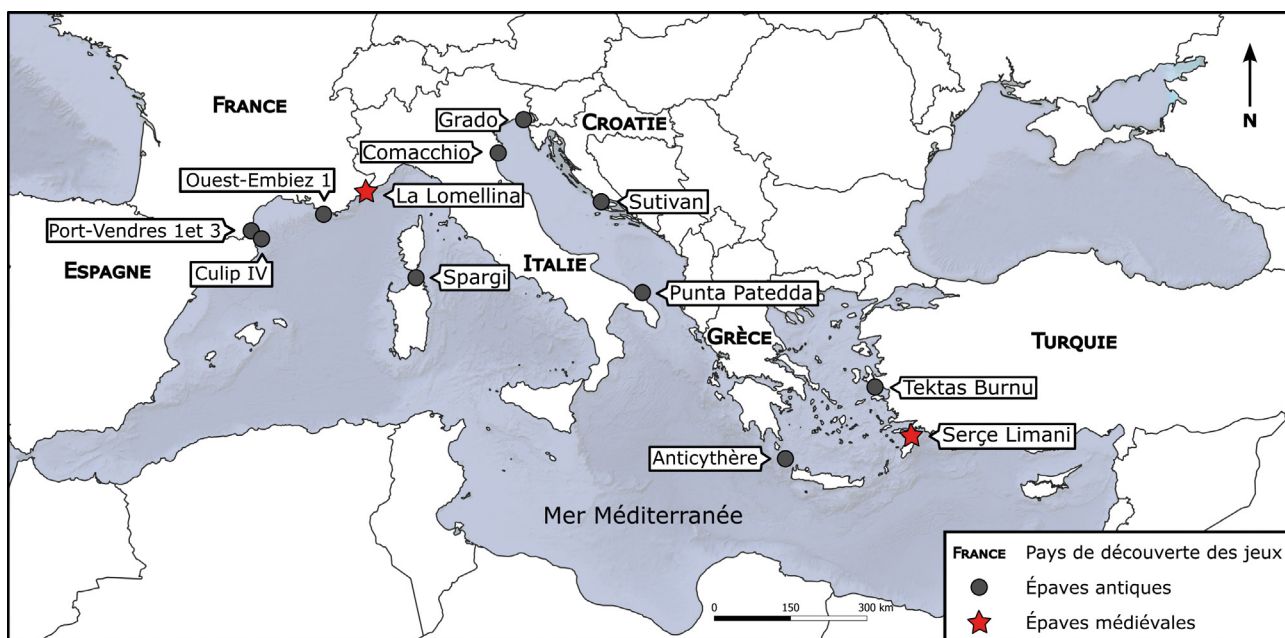 FRANCE
Grado
CROATIE
Comacchio
Ouest-Embiez 1
La Lomellina
Sutivan
Port-Vendres 1et 3
ESPAGNE
Culip IV
Spargi
ITALIE
Punta Patedda
GRÈCE
TURQUIE
Tektas Burnu
Serçe Limani
Anticythère
Mer Méditerranée
N
0 150 300 km
FRANCE Pays de découverte des jeux
Épaves antiques
Épaves médiévales